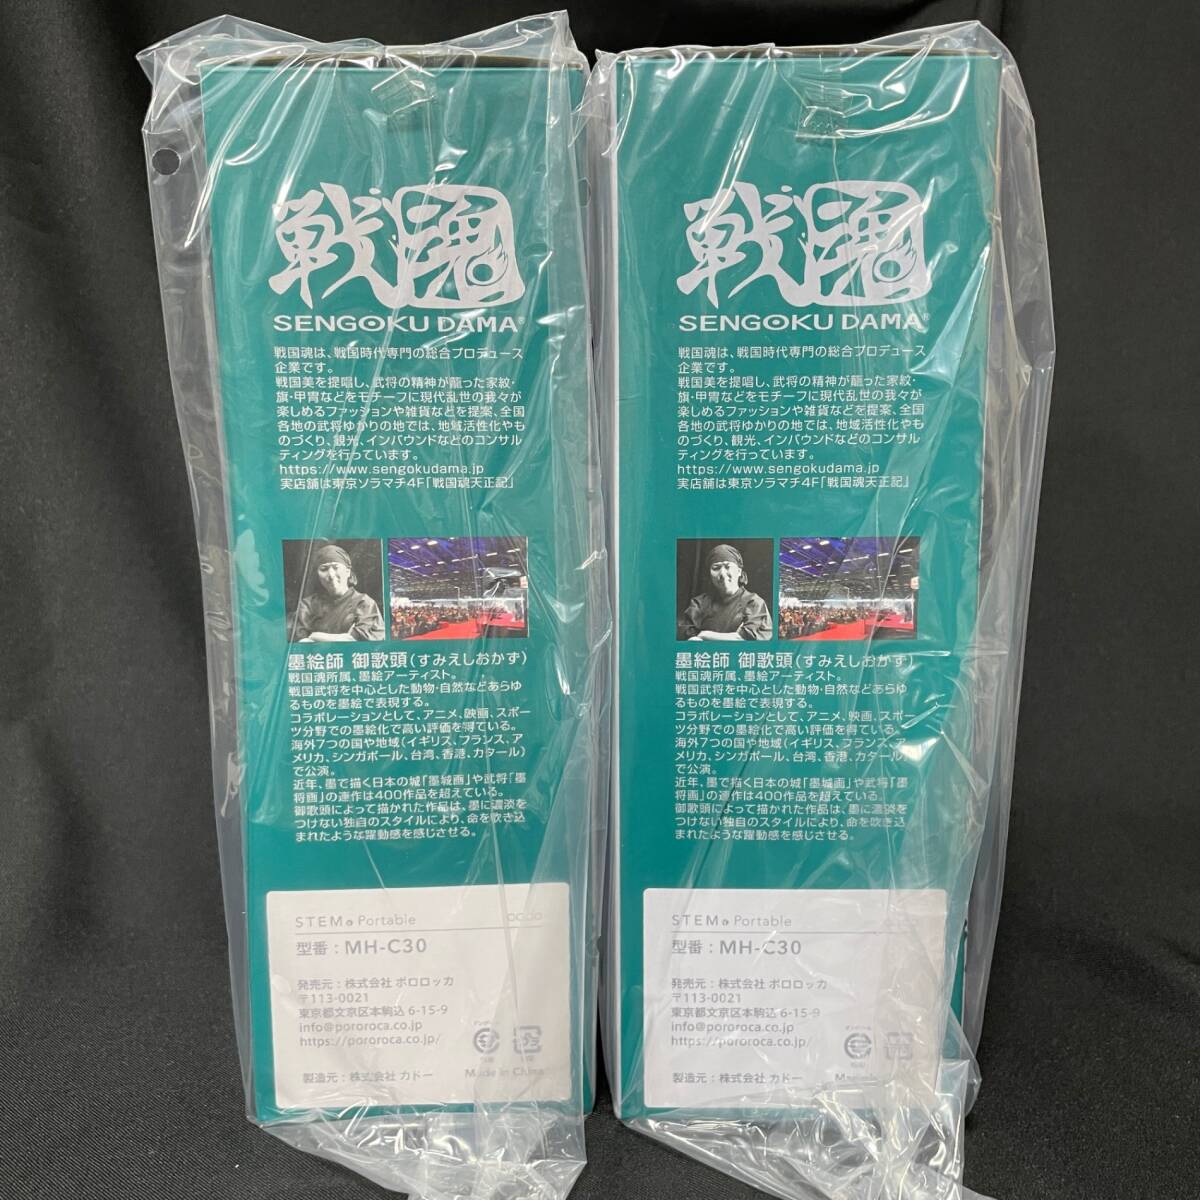 戦魂
SENGOKU DAMA®
戦国魂は、戦国時代専門の総合プロデュース
企業です。
戦国美を提唱し、武将の精神が籠った家紋・
旗・甲冑などをモチーフに現代乱世の我々が
楽しめるファッションや雑貨などを提案、全国
各地の武将ゆかりの地では、地域活性化やも
のづくり、観光、インバウンドなどのコンサル
ティングを行っています。
https://www.sengokudama.jp
実店舗は東京ソラマチ4F「戦国魂天正記」
墨絵師 御歌頭(すみえしおかず)
戦国魂所属、墨絵アーティスト。
戦国武将を中心とした動物・自然などあらゆ
るものを墨絵で表現する。
コラボレーションとして、アニメ、映画、スポー
ツ分野での墨絵化で高い評価を得ている。
海外7つの国や地域(イギリス、フランス、ア
メリカ、シンガポール、台湾、香港、カタール)
で公演。
近年、墨で描く日本の城「墨城画」や武将「墨
将画」の連作は400作品を超えている。
御歌頭によって描かれた作品は、墨に濃淡を
つけない独自のスタイルにより、命を吹き込
まれたような躍動感を感じさせる。
STEM Portable
cado
型番：MH-C30
発売元：株式会社 ポロロッカ
〒113-0021
東京都文京区本駒込 6-15-9
info@pororoca.co.jp
https://pororoca.co.jp/
製造元：株式会社 カドー
Made in China
戦魂
SENGOKU DAMA®
戦国魂は、戦国時代専門の総合プロデュース
企業です。
戦国美を提唱し、武将の精神が籠った家紋・
旗・甲冑などをモチーフに現代乱世の我々が
楽しめるファッションや雑貨などを提案、全国
各地の武将ゆかりの地では、地域活性化やも
のづくり、観光、インバウンドなどのコンサル
ティングを行っています。
https://www.sengokudama.jp
実店舗は東京ソラマチ4F「戦国魂天正記」
墨絵師 御歌頭(すみえしおかず)
戦国魂所属、墨絵アーティスト。
戦国武将を中心とした動物・自然などあらゆ
るものを墨絵で表現する。
コラボレーションとして、アニメ、映画、スポー
ツ分野での墨絵化で高い評価を得ている。
海外7つの国や地域(イギリス、フランス、ア
メリカ、シンガポール、台湾、香港、カタール)
で公演。
近年、墨で描く日本の城「墨城画」や武将「墨
将画」の連作は400作品を超えている。
御歌頭によって描かれた作品は、墨に濃淡を
つけない独自のスタイルにより、命を吹き込
まれたような躍動感を感じさせる。
STEM Portable
型番：MH-C30
発売元：株式会社 ポロロッカ
〒113-0021
東京都文京区本駒込 6-15-9
info@pororoca.co.jp
https://pororoca.co.jp/
製造元：株式会社 カドー